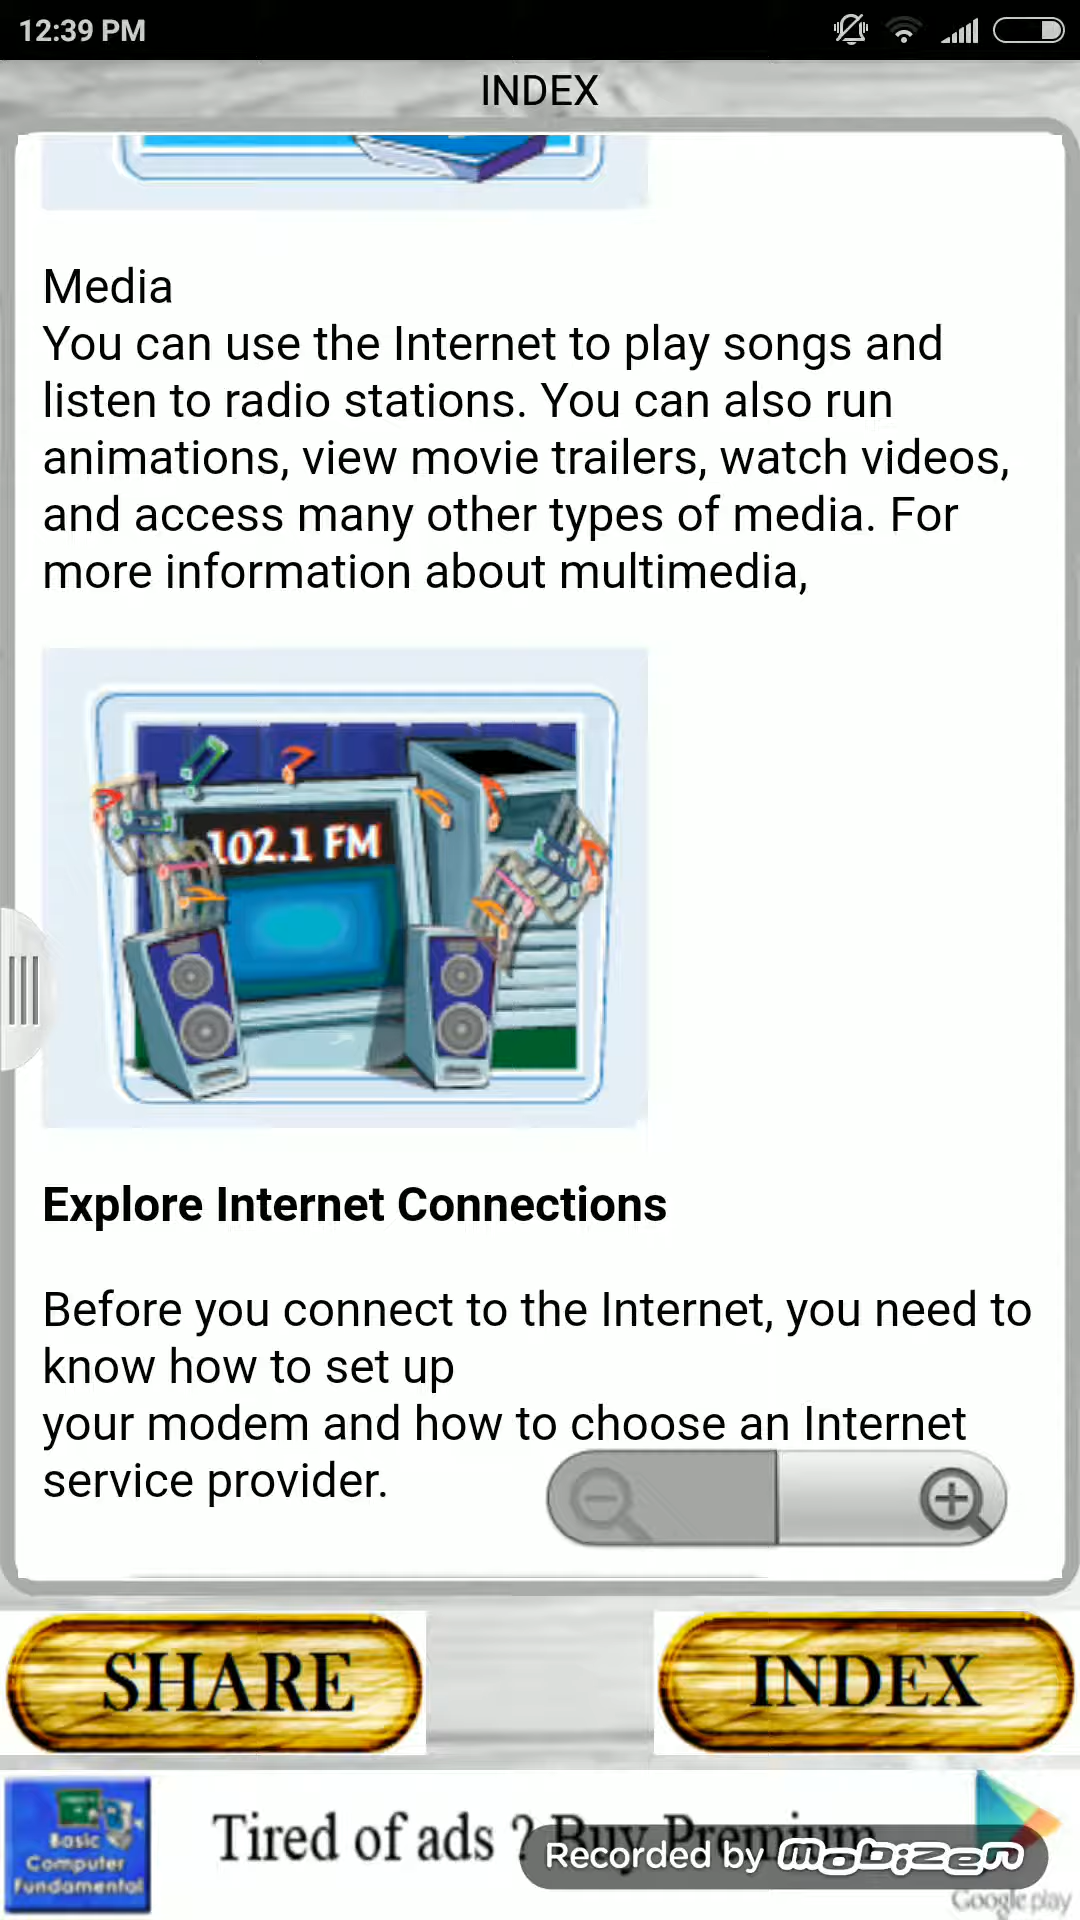 12:39 PM
INDEX
Media
You can use the Internet to play songs and
listen to radio stations. You can also run
animations, view movie trailers, watch videos,
and access many other types of media. For
more information about multimedia,
102.1 FM
Explore Internet Connections
Before you connect to the Internet, you need to
know how to set up
your modem and how to choose an Internet
service provider.
SHARE
INDEX
Basic
Computer
Fundamental
Tired of ads ? Buy Premium
Recorded by mobizen
Google play